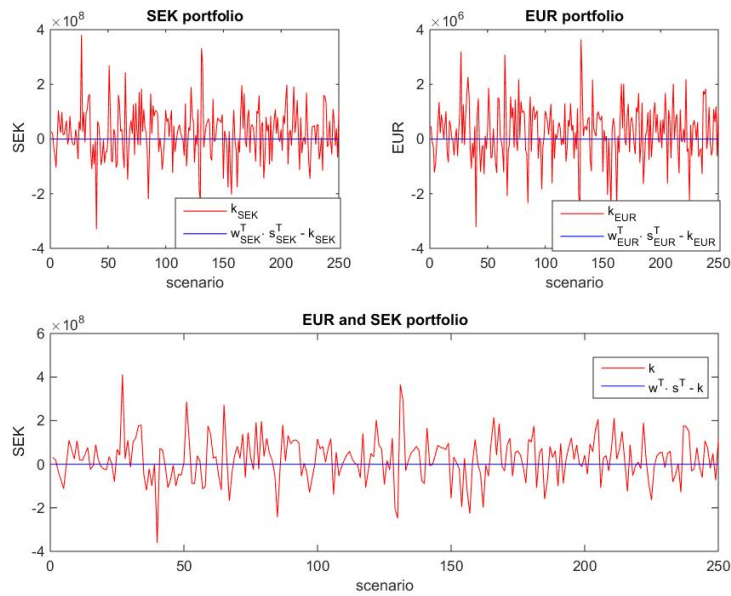 SEK portfolio
×10^8
4
2
0
-2
-4
SEK
0 50 100 150 200 250
scenario
k_SEK
w^T_SEK · s^T_SEK - k_SEK
EUR portfolio
×10^6
4
2
0
-2
-4
EUR
0 50 100 150 200 250
scenario
k_EUR
w^T_EUR · s^T_EUR - k_EUR
EUR and SEK portfolio
×10^8
6
4
2
0
-2
-4
SEK
0 50 100 150 200 250
scenario
k
w^T · s^T - k